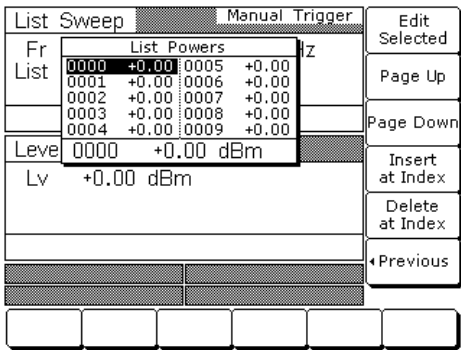 List Sweep Manual Trigger
Fr Hz
List
List Powers
0000 +0.00 0005 +0.00
0001 +0.00 0006 +0.00
0002 +0.00 0007 +0.00
0003 +0.00 0008 +0.00
0004 +0.00 0009 +0.00
0000 +0.00 dBm
Leve
Lv +0.00 dBm
Edit
Selected
Page Up
Page Down
Insert
at Index
Delete
at Index
Previous